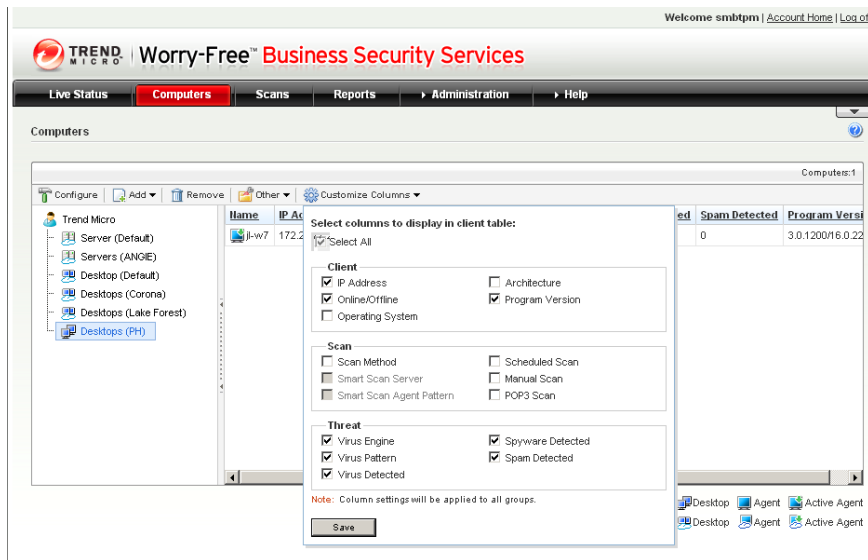 Welcome smbtpm | Account Home | Log of
TREND MICRO Worry-Free™ Business Security Services
Live Status Computers Scans Reports Administration Help
Computers
Computers:1
Configure Add Remove Other Customize Columns
Trend Micro
Server (Default)
Servers (ANGIE)
Desktop (Default)
Desktops (Corona)
Desktops (Lake Forest)
Desktops (PH)
Name IP Ad ed Spam Detected Program Versi
jl-w7 172.2 0 3.0.1200/16.0.22
Select columns to display in client table:
Select All
Client
IP Address Architecture
Online/Offline Program Version
Operating System
Scan
Scan Method Scheduled Scan
Smart Scan Server Manual Scan
Smart Scan Agent Pattern POP3 Scan
Threat
Virus Engine Spyware Detected
Virus Pattern Spam Detected
Virus Detected
Note: Column settings will be applied to all groups.
Save
Desktop Agent Active Agent
Desktop Agent Active Agent